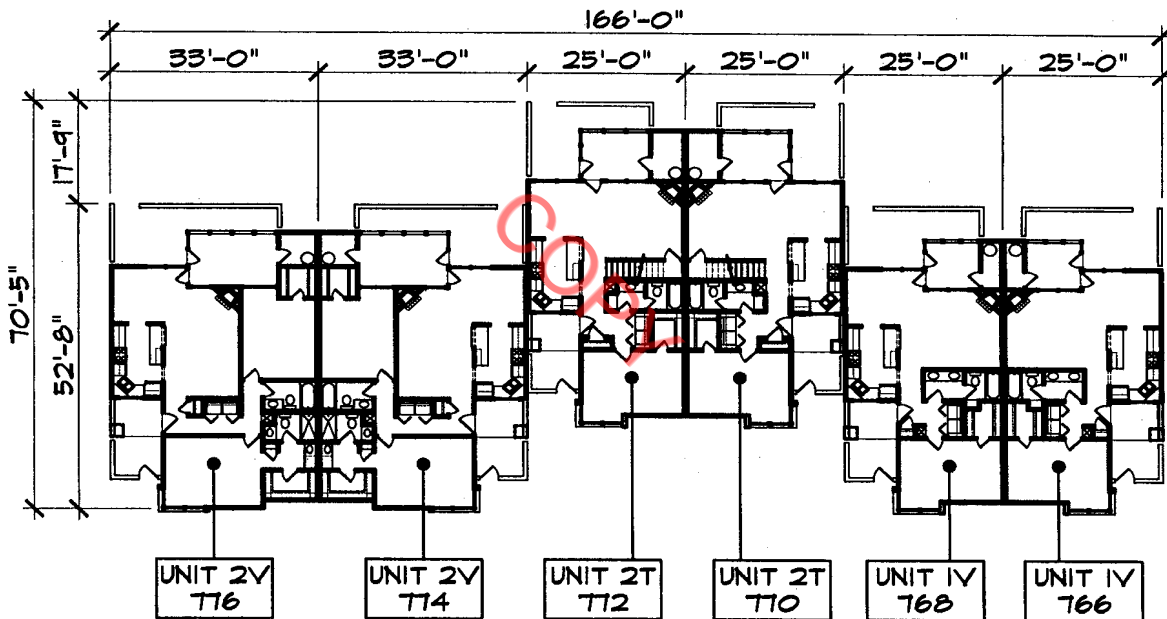 166'-0"
33'-0" 33'-0" 25'-0" 25'-0" 25'-0" 25'-0"
17'-9"
70'-5"
52'-8"
COPY
UNIT 2V
776
UNIT 2V
774
UNIT 2T
772
UNIT 2T
770
UNIT 1V
768
UNIT 1V
766